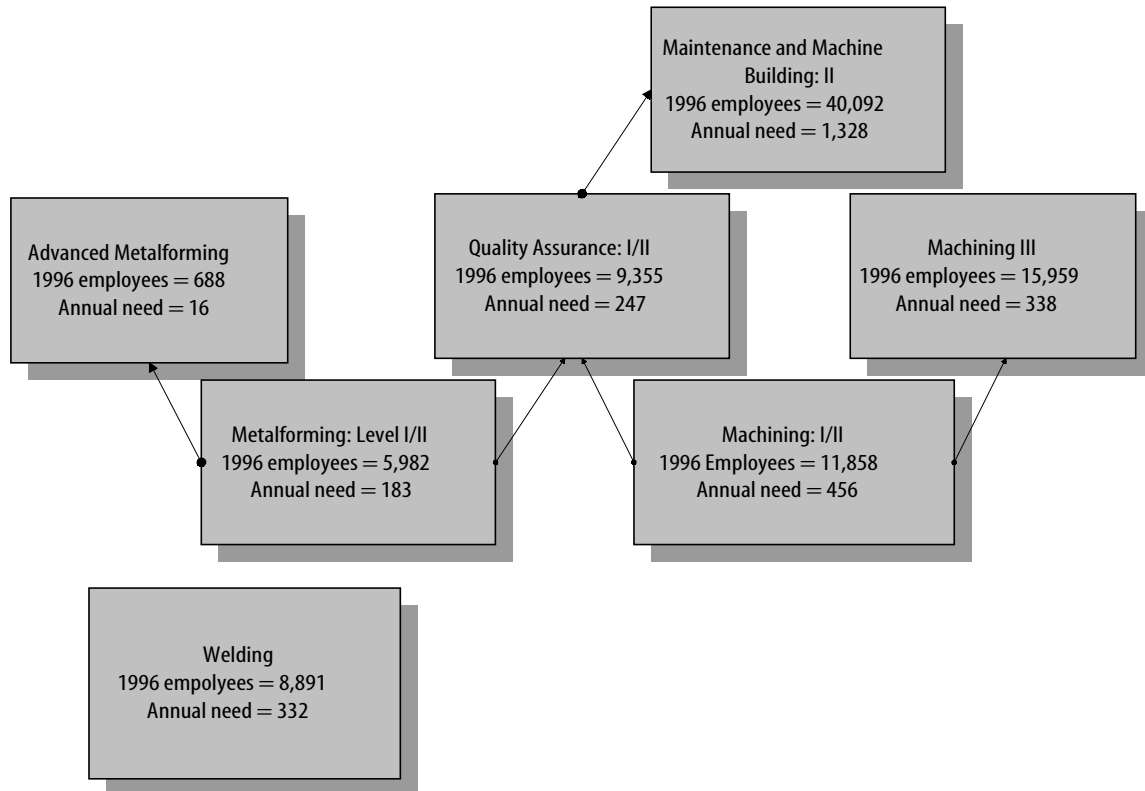 Maintenance and Machine
Building: II
1996 employees = 40,092
Annual need = 1,328
Advanced Metalforming
1996 employees = 688
Annual need = 16
Quality Assurance: I/II
1996 employees = 9,355
Annual need = 247
Machining III
1996 employees = 15,959
Annual need = 338
Metalforming: Level I/II
1996 employees = 5,982
Annual need = 183
Machining: I/II
1996 Employees = 11,858
Annual need = 456
Welding
1996 empolyees = 8,891
Annual need = 332